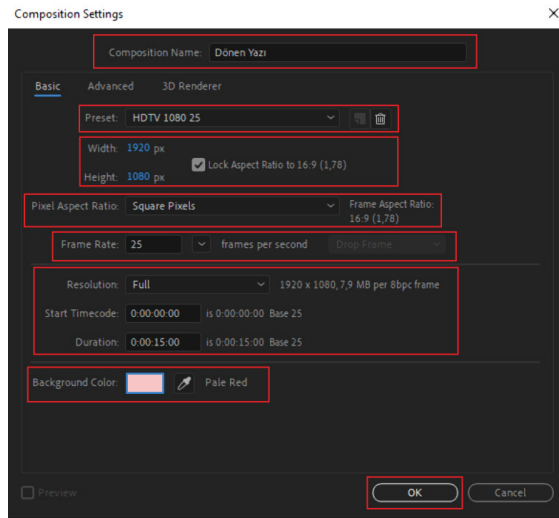 Composition Settings
Composition Name: Dönen Yazı
Basic Advanced 3D Renderer
Preset: HDTV 1080 25
Width: 1920 px
Lock Aspect Ratio to 16:9 (1,78)
Height: 1080 px
Pixel Aspect Ratio: Square Pixels
Frame Aspect Ratio:
16:9 (1,78)
Frame Rate: 25 frames per second Drop Frame
Resolution: Full 1920 x 1080, 7,9 MB per 8bpc frame
Start Timecode: 0:00:00:00 is 0:00:00:00 Base 25
Duration: 0:00:15:00 is 0:00:15:00 Base 25
Background Color: Pale Red
Preview OK Cancel